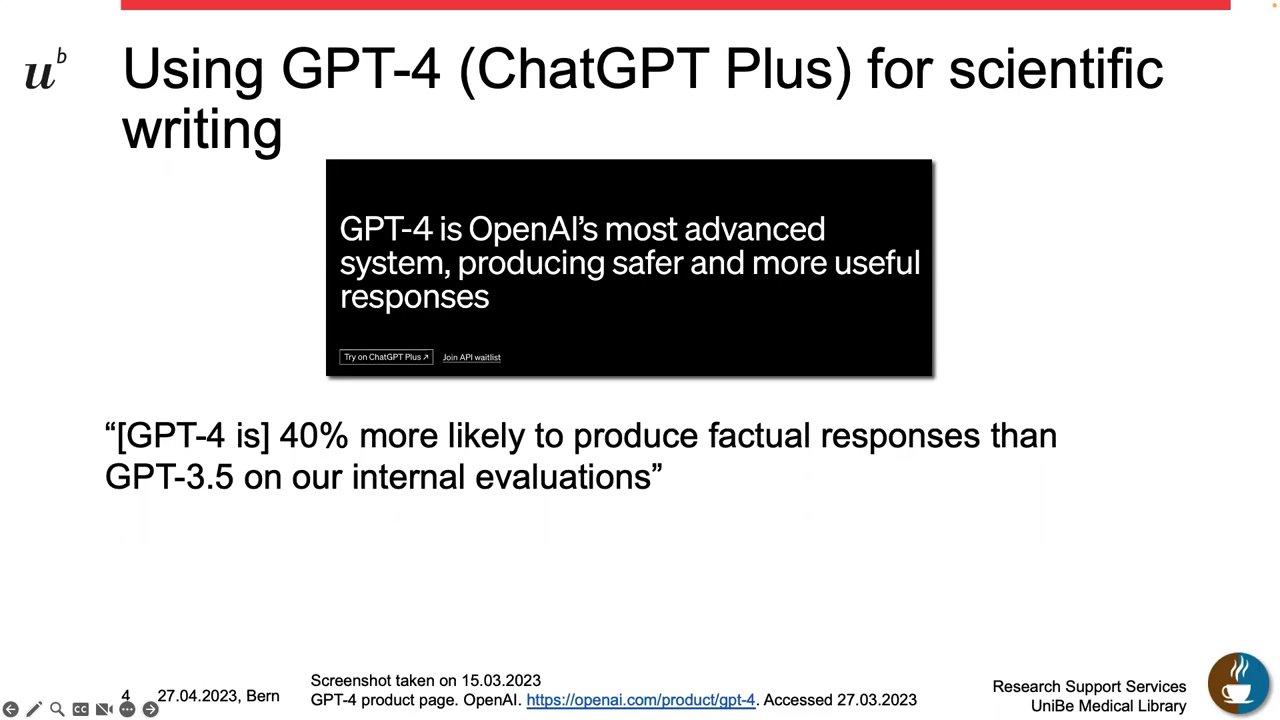 u^b
Using GPT-4 (ChatGPT Plus) for scientific
writing
GPT-4 is OpenAI’s most advanced
system, producing safer and more useful
responses
Try on ChatGPT Plus ↗ Join API waitlist
“[GPT-4 is] 40% more likely to produce factual responses than
GPT-3.5 on our internal evaluations”
4 27.04.2023, Bern
Screenshot taken on 15.03.2023
GPT-4 product page. OpenAI. https://openai.com/product/gpt-4. Accessed 27.03.2023
Research Support Services
UniBe Medical Library
CC